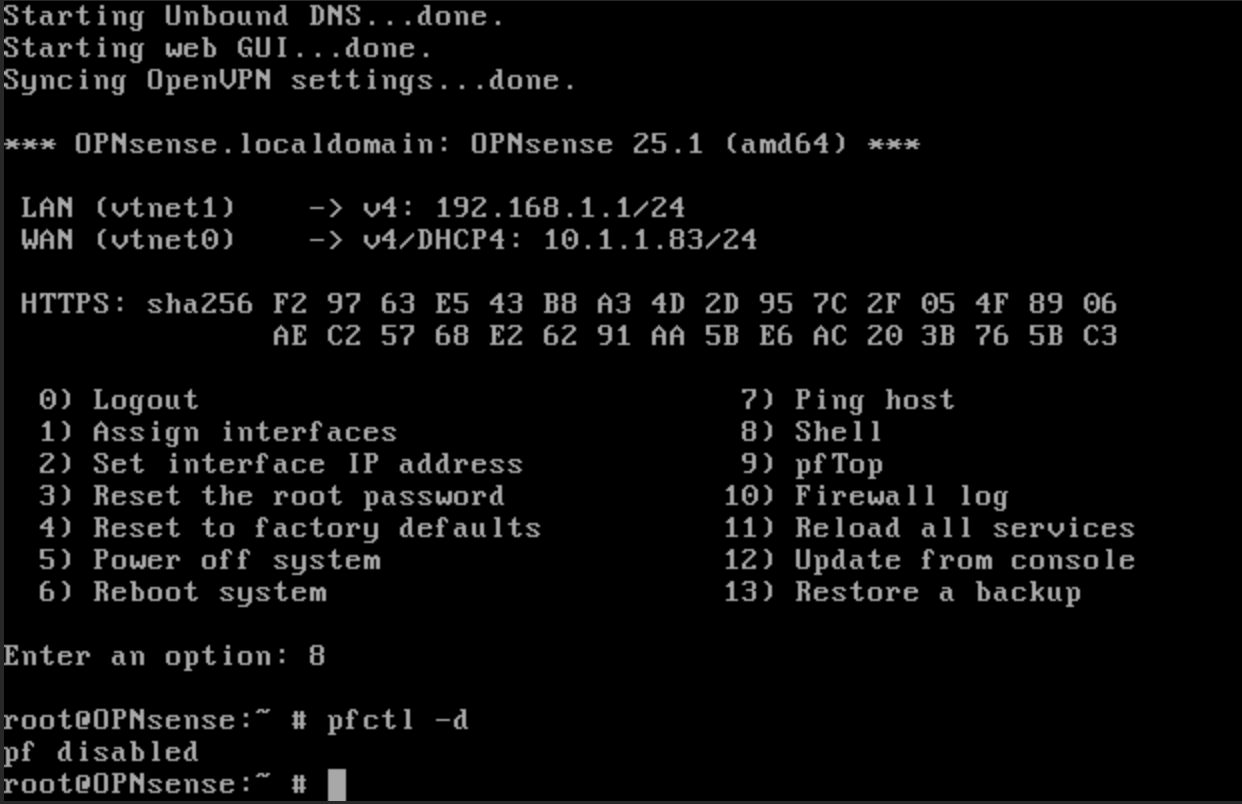 Starting Unbound DNS...done.
Starting web GUI...done.
Syncing OpenVPN settings...done.
*** OPNsense.localdomain: OPNsense 25.1 (amd64) ***
LAN (vtnet1)    -> v4: 192.168.1.1/24
WAN (vtnet0)    -> v4/DHCP4: 10.1.1.83/24
HTTPS: sha256 F2 97 63 E5 43 B8 A3 4D 2D 95 7C 2F 05 4F 89 06
AE C2 57 68 E2 62 91 AA 5B E6 AC 20 3B 76 5B C3
0) Logout                              7) Ping host
1) Assign interfaces                   8) Shell
2) Set interface IP address            9) pfTop
3) Reset the root password            10) Firewall log
4) Reset to factory defaults          11) Reload all services
5) Power off system                   12) Update from console
6) Reboot system                      13) Restore a backup
Enter an option: 8
root@OPNsense:~ # pfctl -d
pf disabled
root@OPNsense:~ #